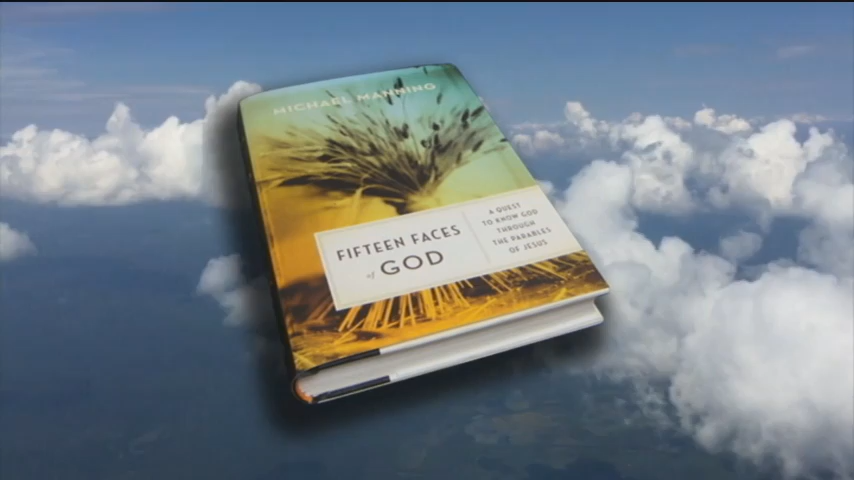 MICHAEL MANNING
FIFTEEN FACES
of GOD
A QUEST
TO KNOW GOD
THROUGH
THE PARABLES
OF JESUS